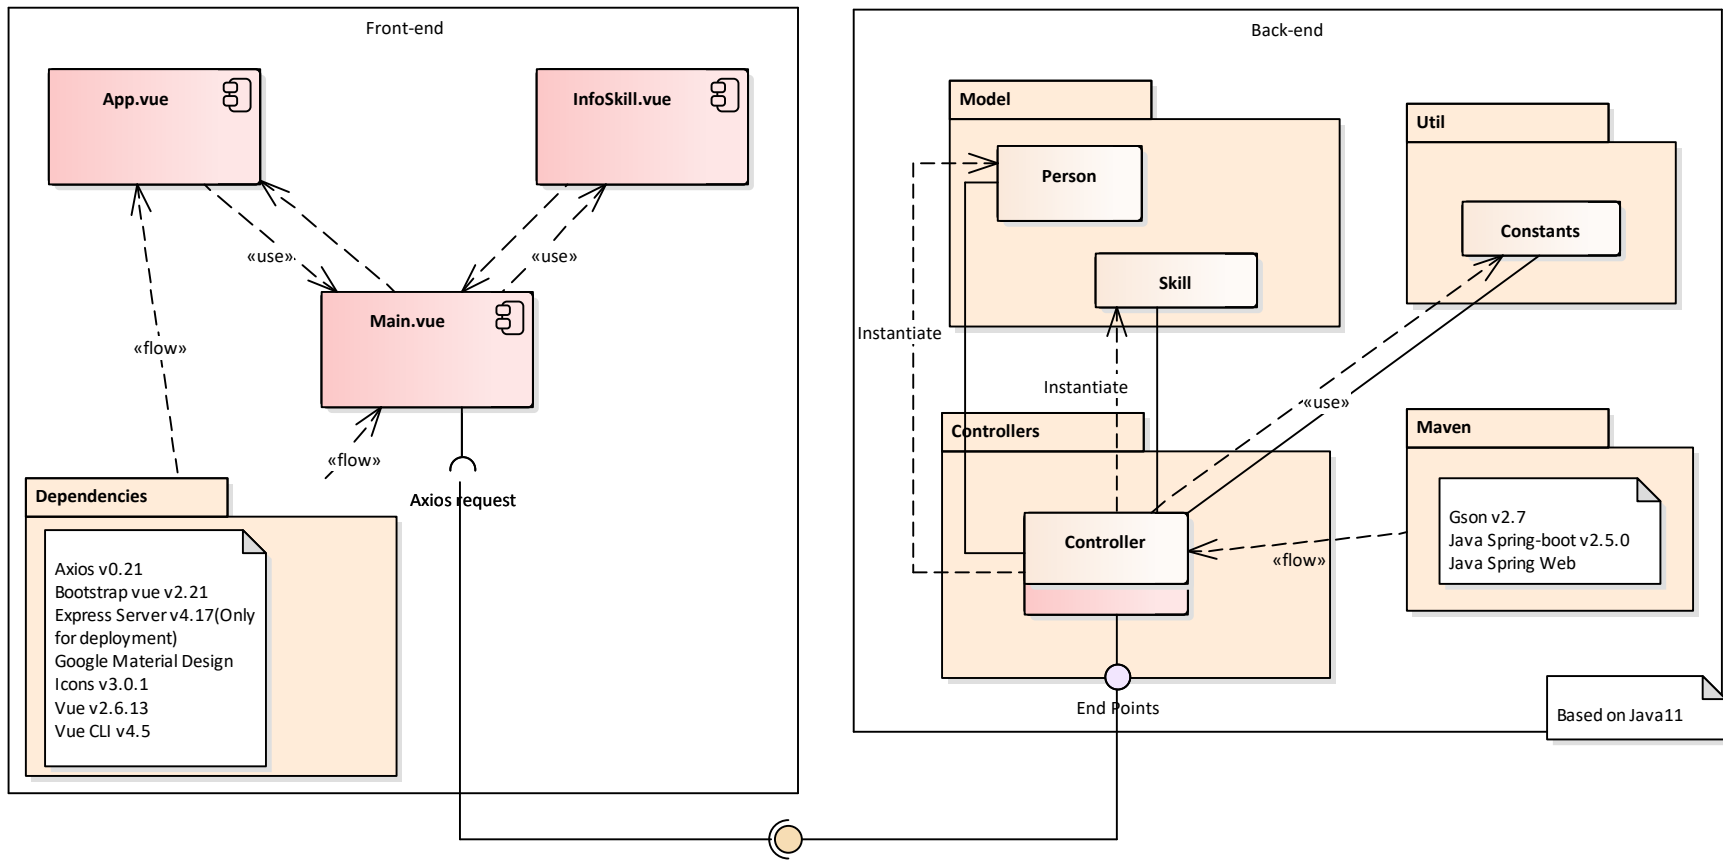 Front-end
App.vue
InfoSkill.vue
«use»
«use»
Main.vue
«flow»
«flow»
Axios request
Dependencies
Axios v0.21
Bootstrap vue v2.21
Express Server v4.17(Only
for deployment)
Google Material Design
Icons v3.0.1
Vue v2.6.13
Vue CLI v4.5
Back-end
Model
Person
Skill
Util
Constants
Instantiate
Instantiate
«use»
Controllers
Controller
Maven
Gson v2.7
Java Spring-boot v2.5.0
Java Spring Web
«flow»
End Points
Based on Java11